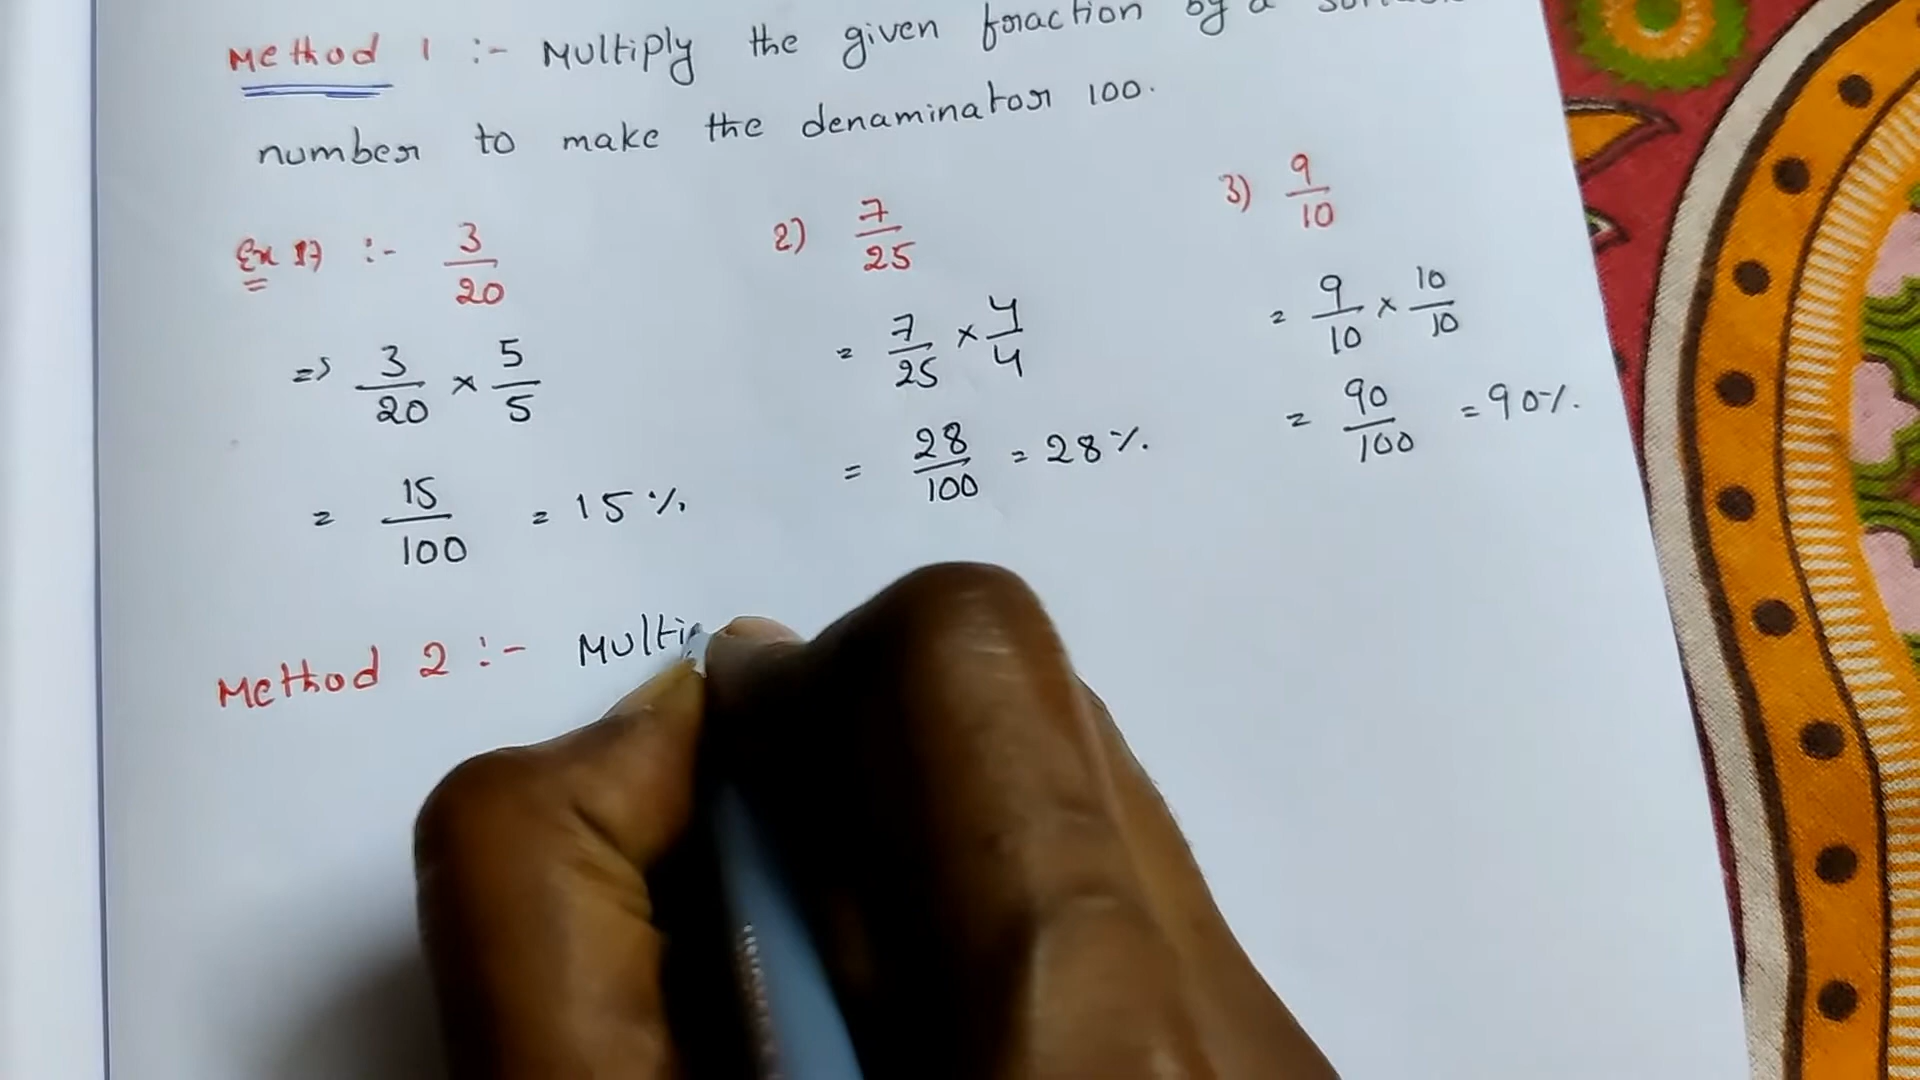 Method 1 :- Multiply the given fraction by a
number to make the denaminator 100.
Ex 1) :- 3/20
=> 3/20 × 5/5
= 15/100 = 15%
2) 7/25
= 7/25 × 4/4
= 28/100 = 28%
3) 9/10
= 9/10 × 10/10
= 90/100 = 90%
Method 2 :- Multi